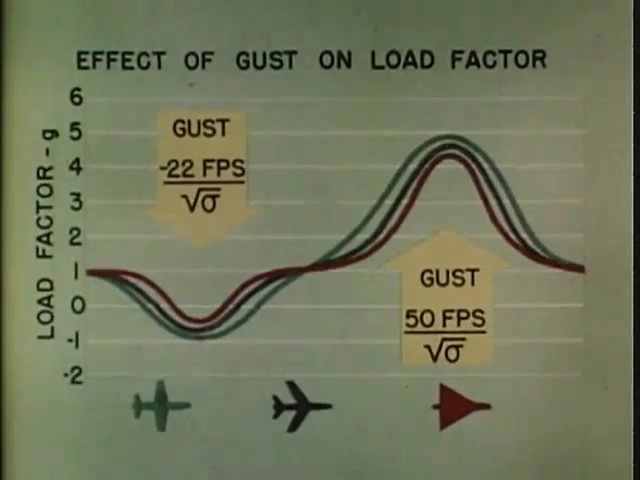 EFFECT OF GUST ON LOAD FACTOR
LOAD FACTOR - g
6
5
4
3
2
1
0
-1
-2
GUST
-22 FPS
√σ
GUST
50 FPS
√σ